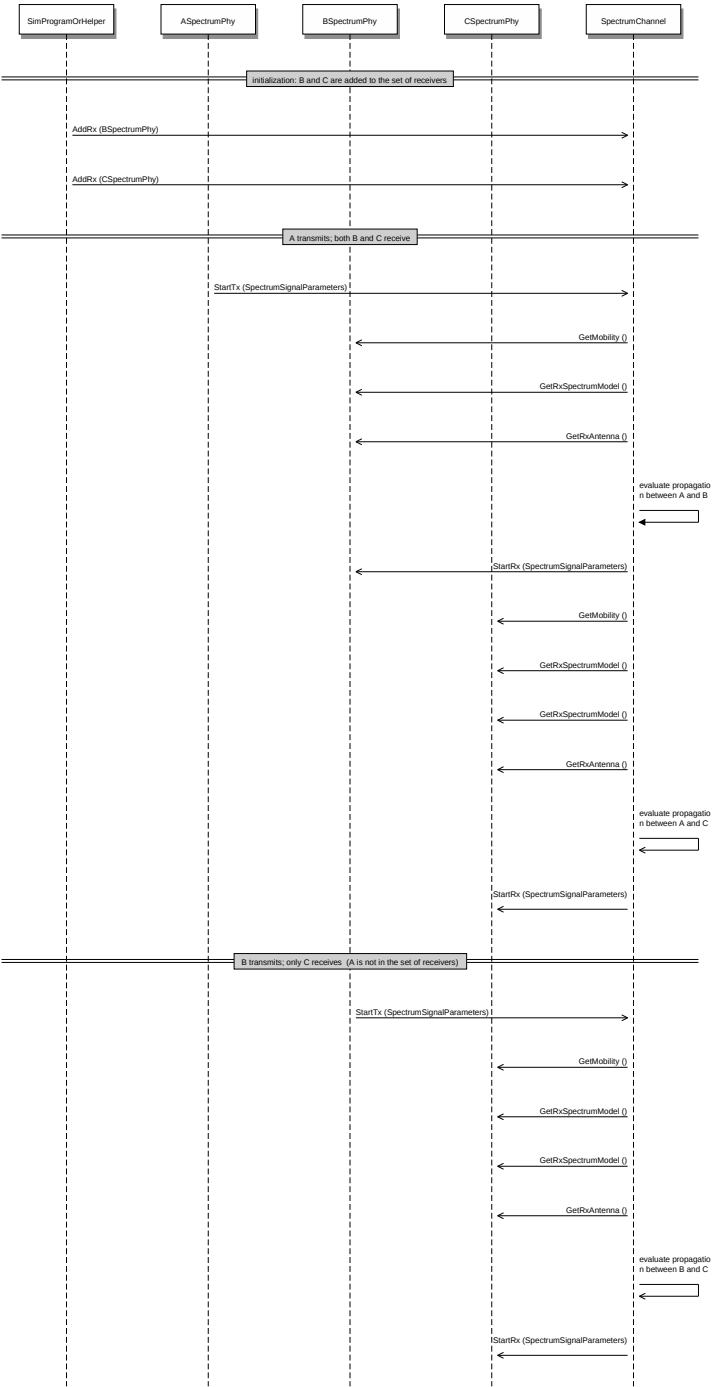 SimProgramOrHelper
ASpectrumPhy
BSpectrumPhy
CSpectrumPhy
SpectrumChannel
initialization: B and C are added to the set of receivers
AddRx (BSpectrumPhy)
AddRx (CSpectrumPhy)
A transmits; both B and C receive
StartTx (SpectrumSignalParameters)
GetMobility ()
GetRxSpectrumModel ()
GetRxAntenna ()
evaluate propagatio
n between A and B
StartRx (SpectrumSignalParameters)
GetMobility ()
GetRxSpectrumModel ()
GetRxSpectrumModel ()
GetRxAntenna ()
evaluate propagatio
n between A and C
StartRx (SpectrumSignalParameters)
B transmits; only C receives (A is not in the set of receivers)
StartTx (SpectrumSignalParameters)
GetMobility ()
GetRxSpectrumModel ()
GetRxSpectrumModel ()
GetRxAntenna ()
evaluate propagatio
n between B and C
StartRx (SpectrumSignalParameters)